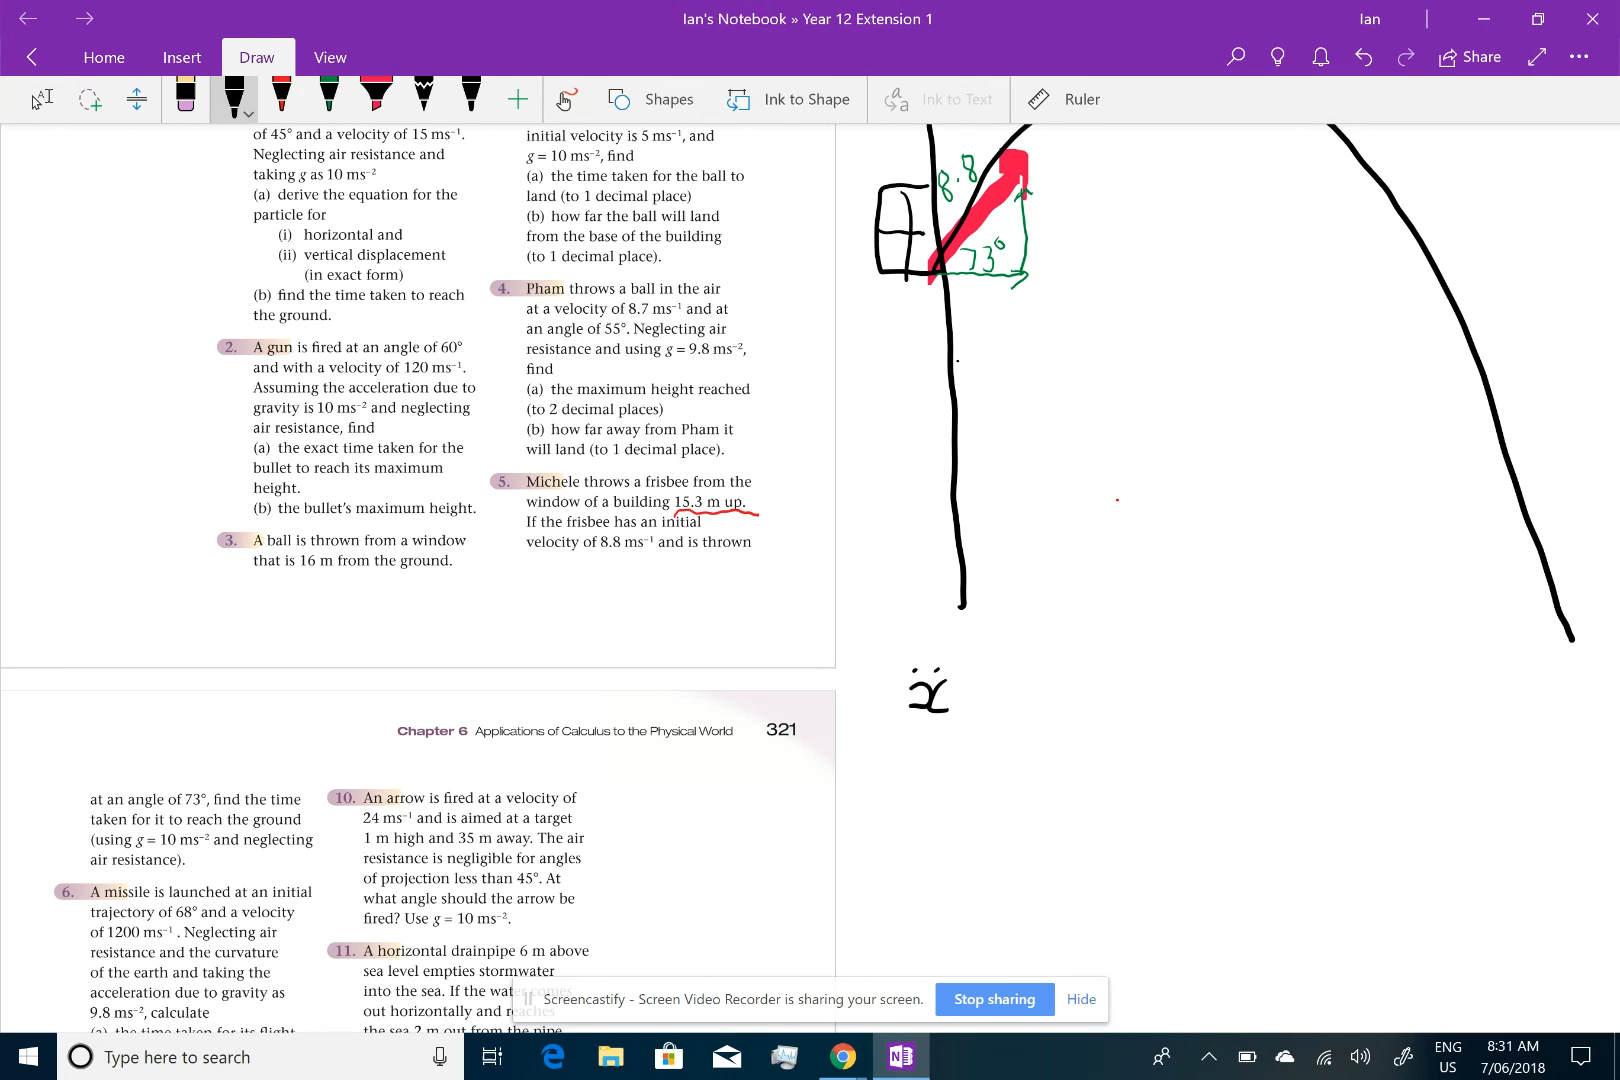 Ian's Notebook » Year 12 Extension 1
Ian
Home Insert Draw View
Share
Shapes
Ink to Shape
Ink to Text
Ruler
of 45° and a velocity of 15 ms⁻¹.
Neglecting air resistance and
taking g as 10 ms⁻²
(a) derive the equation for the
particle for
(i) horizontal and
(ii) vertical displacement
(in exact form)
(b) find the time taken to reach
the ground.
2. A gun is fired at an angle of 60°
and with a velocity of 120 ms⁻¹.
Assuming the acceleration due to
gravity is 10 ms⁻² and neglecting
air resistance, find
(a) the exact time taken for the
bullet to reach its maximum
height.
(b) the bullet's maximum height.
3. A ball is thrown from a window
that is 16 m from the ground.
initial velocity is 5 ms⁻¹, and
g = 10 ms⁻², find
(a) the time taken for the ball to
land (to 1 decimal place)
(b) how far the ball will land
from the base of the building
(to 1 decimal place).
4. Pham throws a ball in the air
at a velocity of 8.7 ms⁻¹ and at
an angle of 55°. Neglecting air
resistance and using g = 9.8 ms⁻²,
find
(a) the maximum height reached
(to 2 decimal places)
(b) how far away from Pham it
will land (to 1 decimal place).
5. Michele throws a frisbee from the
window of a building 15.3 m up.
If the frisbee has an initial
velocity of 8.8 ms⁻¹ and is thrown
8.8
73°
ẍ
Chapter 6 Applications of Calculus to the Physical World 321
at an angle of 73°, find the time
taken for it to reach the ground
(using g = 10 ms⁻² and neglecting
air resistance).
6. A missile is launched at an initial
trajectory of 68° and a velocity
of 1200 ms⁻¹. Neglecting air
resistance and the curvature
of the earth and taking the
acceleration due to gravity as
9.8 ms⁻², calculate
(a) the time taken for its flight
10. An arrow is fired at a velocity of
24 ms⁻¹ and is aimed at a target
1 m high and 35 m away. The air
resistance is negligible for angles
of projection less than 45°. At
what angle should the arrow be
fired? Use g = 10 ms⁻².
11. A horizontal drainpipe 6 m above
sea level empties stormwater
into the sea. If the water comes
out horizontally and reaches
the sea 2 m out from the pipe
Screencastify - Screen Video Recorder is sharing your screen.
Stop sharing
Hide
Type here to search
ENG
US
8:31 AM
7/06/2018